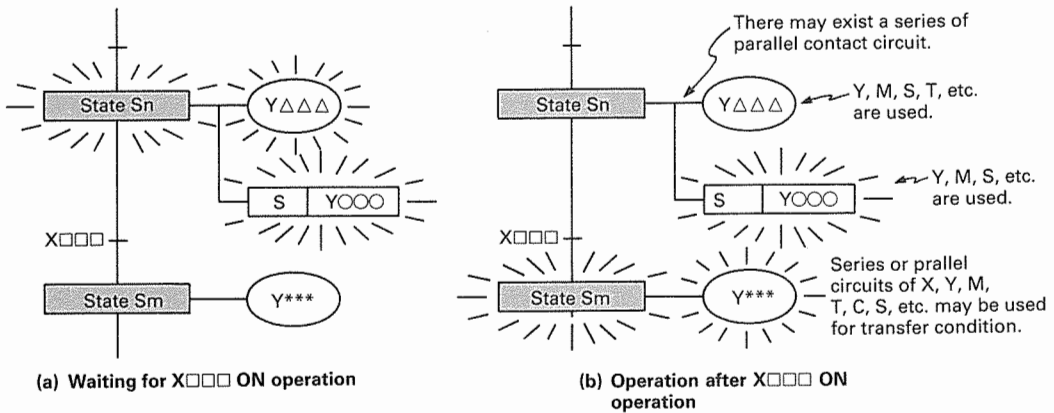 There may exist a series of
parallel contact circuit.
State Sn
Y△△△
State Sn
Y△△△
Y, M, S, T, etc.
are used.
S
Y○○○
S
Y○○○
Y, M, S, etc.
are used.
X□□□
X□□□
State Sm
Y***
State Sm
Y***
Series or prallel
circuits of X, Y, M,
T, C, S, etc. may be used
for transfer condition.
(a) Waiting for X□□□ ON operation
(b) Operation after X□□□ ON
operation